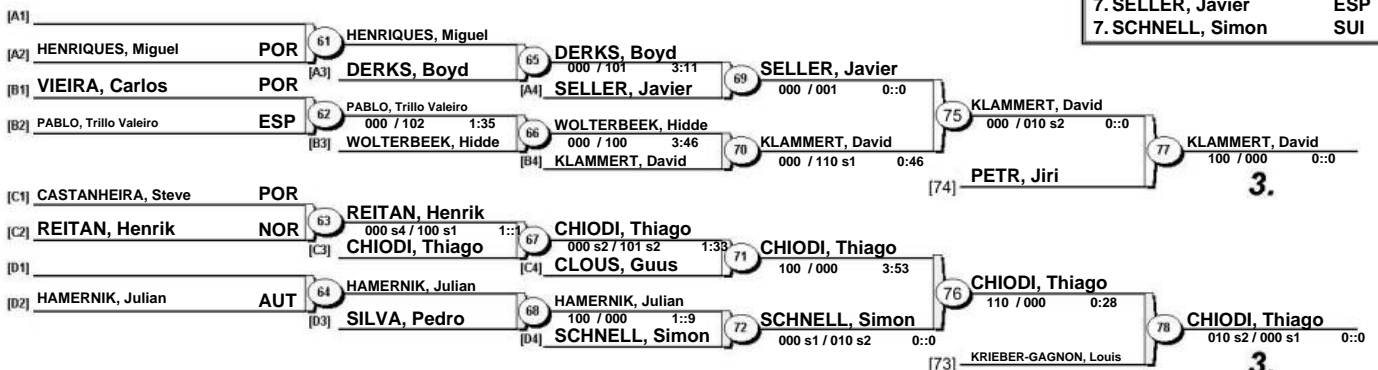 7. SELLER, Javier ESP
7. SCHNELL, Simon SUI
[A1]
[A2] HENRIQUES, Miguel POR
61
HENRIQUES, Miguel
[A3] DERKS, Boyd
65
DERKS, Boyd
000 / 101 3:11
[A4] SELLER, Javier
69
SELLER, Javier
000 / 001 0::0
[B1] VIEIRA, Carlos POR
[B2] PABLO, Trillo Valeiro ESP
62
PABLO, Trillo Valeiro
000 / 102 1:35
[B3] WOLTERBEEK, Hidde
66
WOLTERBEEK, Hidde
000 / 100 3:46
[B4] KLAMMERT, David
70
KLAMMERT, David
000 / 110 s1 0:46
75
KLAMMERT, David
000 / 010 s2 0::0
[74] PETR, Jiri
77
KLAMMERT, David
100 / 000 0::0
3.
[C1] CASTANHEIRA, Steve POR
[C2] REITAN, Henrik NOR
63
REITAN, Henrik
000 s4 / 100 s1 1::1
[C3] CHIODI, Thiago
67
CHIODI, Thiago
000 s2 / 101 s2 1:33
[C4] CLOUS, Guus
71
CHIODI, Thiago
100 / 000 3:53
[D1]
[D2] HAMERNIK, Julian AUT
64
HAMERNIK, Julian
[D3] SILVA, Pedro
68
HAMERNIK, Julian
100 / 000 1::9
[D4] SCHNELL, Simon
72
SCHNELL, Simon
000 s1 / 010 s2 0::0
76
CHIODI, Thiago
110 / 000 0:28
[73] KRIEBER-GAGNON, Louis
78
CHIODI, Thiago
010 s2 / 000 s1 0::0
3.